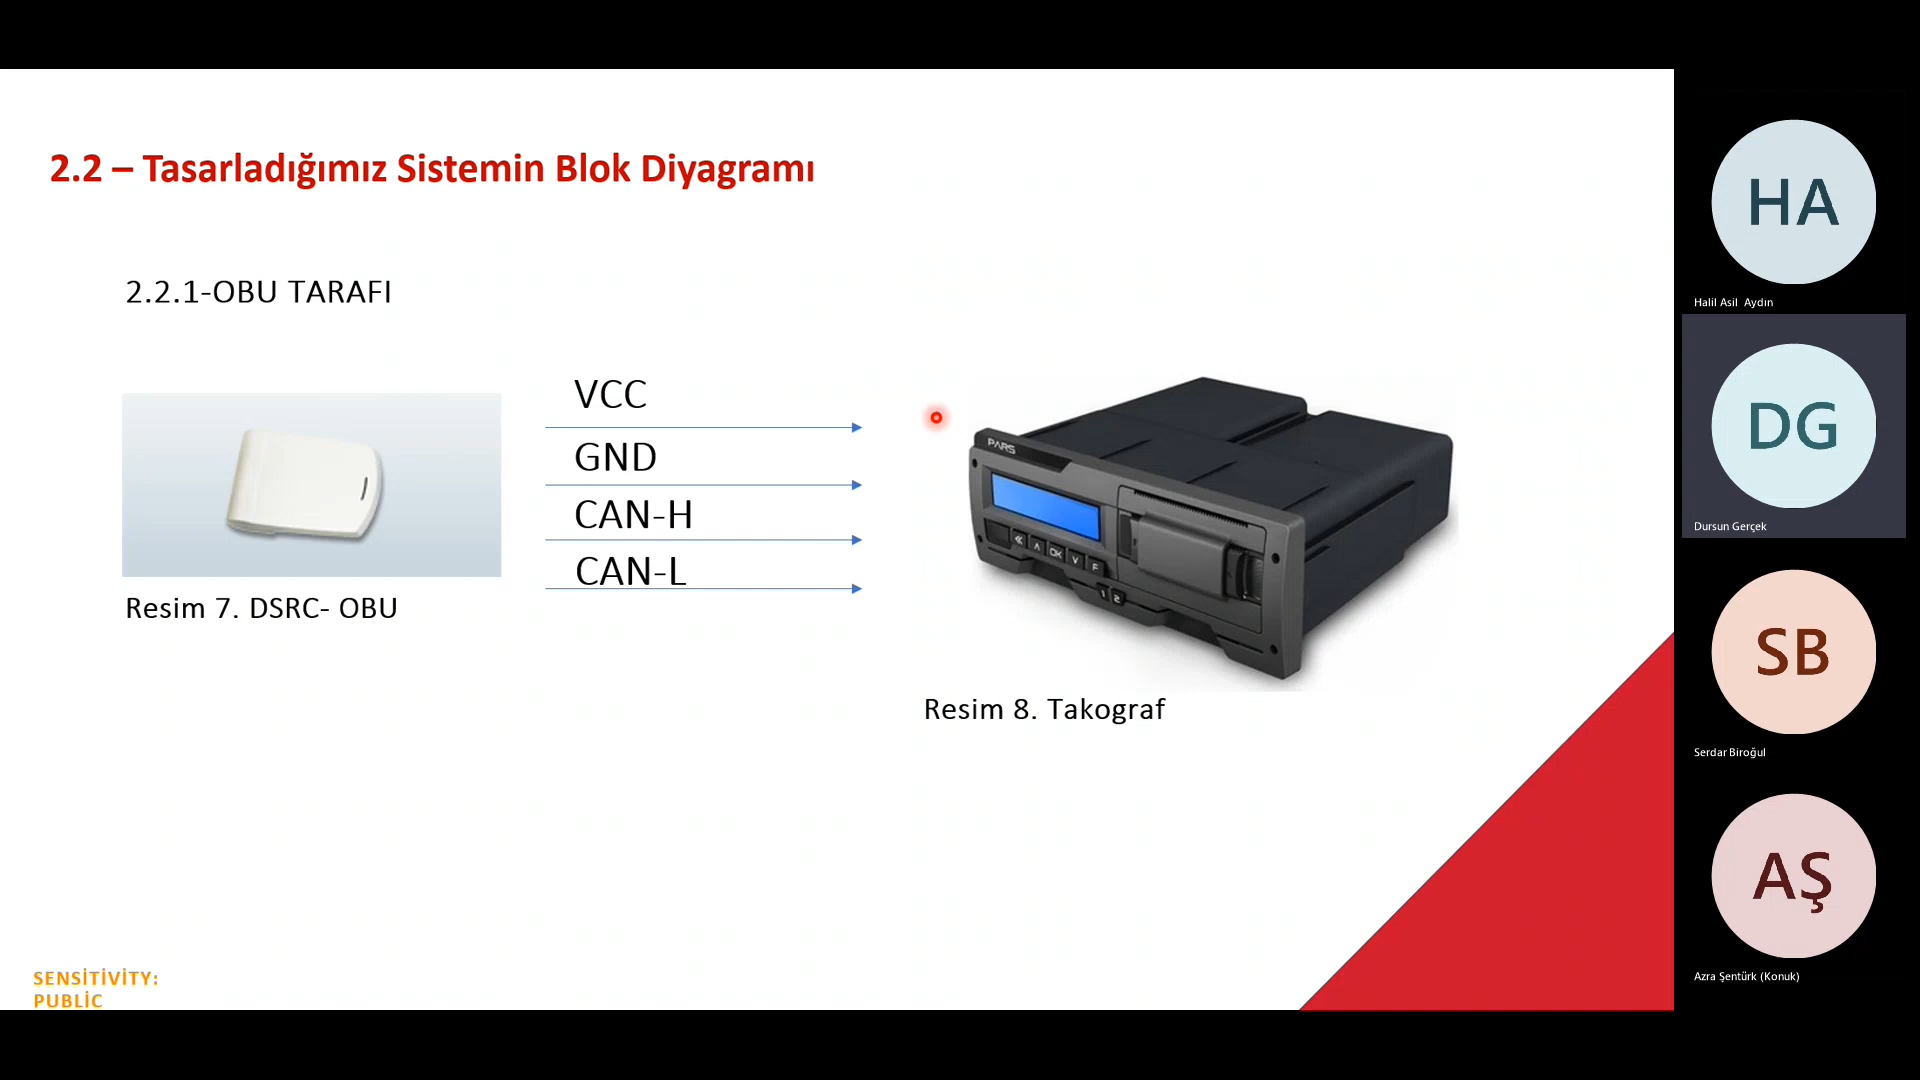 2.2 – Tasarladığımız Sistemin Blok Diyagramı
2.2.1-OBU TARAFI
VCC
GND
CAN-H
CAN-L
Resim 7. DSRC- OBU
PARS
OK
F
1 2
Resim 8. Takograf
SENSİTİVİTY:
PUBLİC
HA
Halil Asil Aydın
DG
Dursun Gerçek
SB
Serdar Biroğul
AŞ
Azra Şentürk (Konuk)